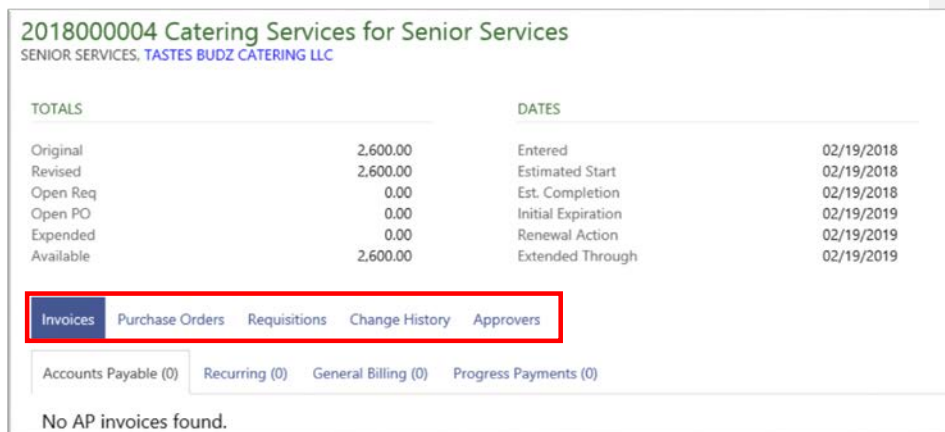 2018000004 Catering Services for Senior Services
SENIOR SERVICES, TASTES BUDZ CATERING LLC
TOTALS
Original 2,600.00
Revised 2,600.00
Open Req 0.00
Open PO 0.00
Expended 0.00
Available 2,600.00
DATES
Entered 02/19/2018
Estimated Start 02/19/2018
Est. Completion 02/19/2018
Initial Expiration 02/19/2019
Renewal Action 02/19/2019
Extended Through 02/19/2019
Invoices Purchase Orders Requisitions Change History Approvers
Accounts Payable (0) Recurring (0) General Billing (0) Progress Payments (0)
No AP invoices found.